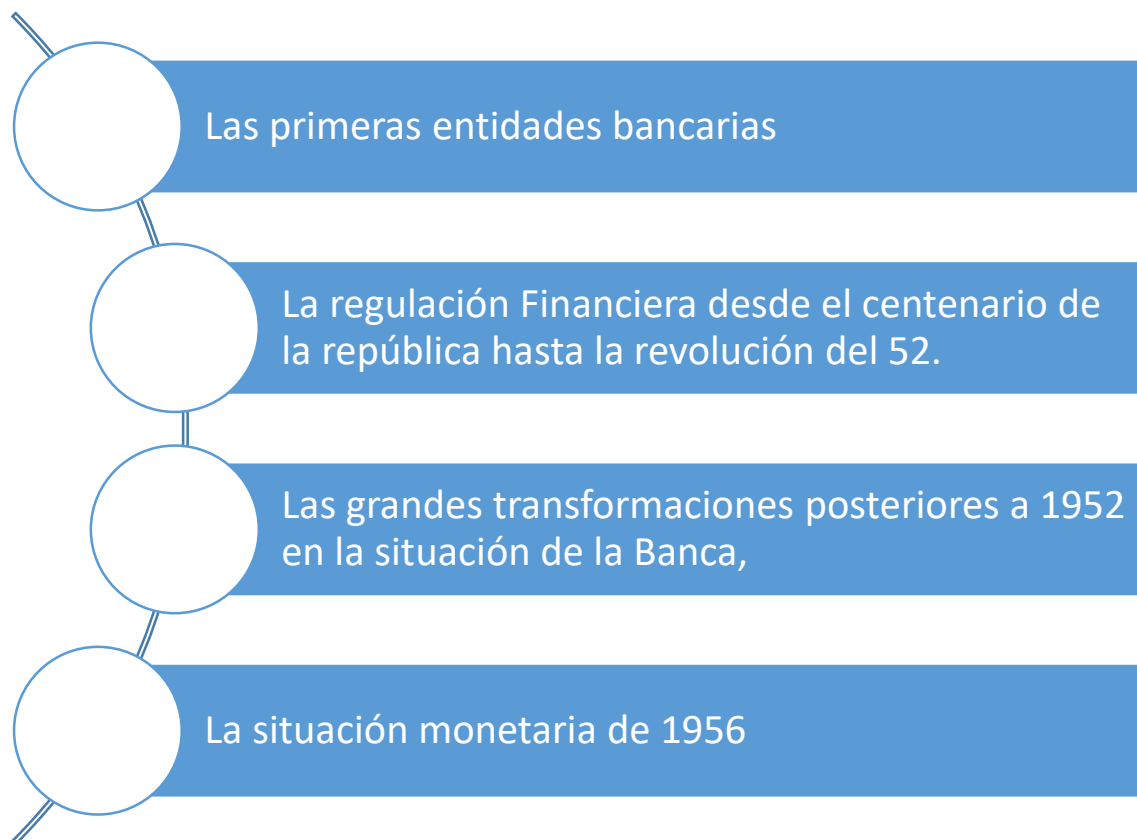 Las primeras entidades bancarias
La regulación Financiera desde el centenario de
la república hasta la revolución del 52.
Las grandes transformaciones posteriores a 1952
en la situación de la Banca,
La situación monetaria de 1956